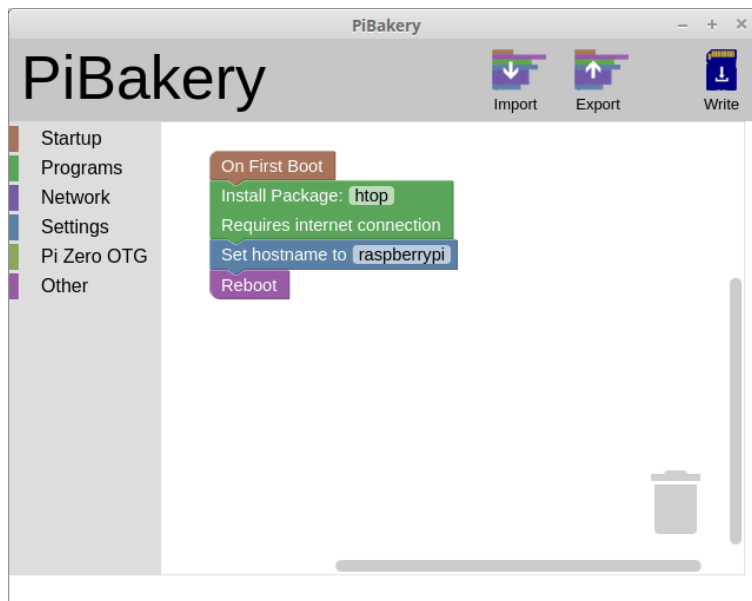 PiBakery
PiBakery
Import
Export
Write
Startup
Programs
Network
Settings
Pi Zero OTG
Other
On First Boot
Install Package: htop
Requires internet connection
Set hostname to raspberrypi
Reboot